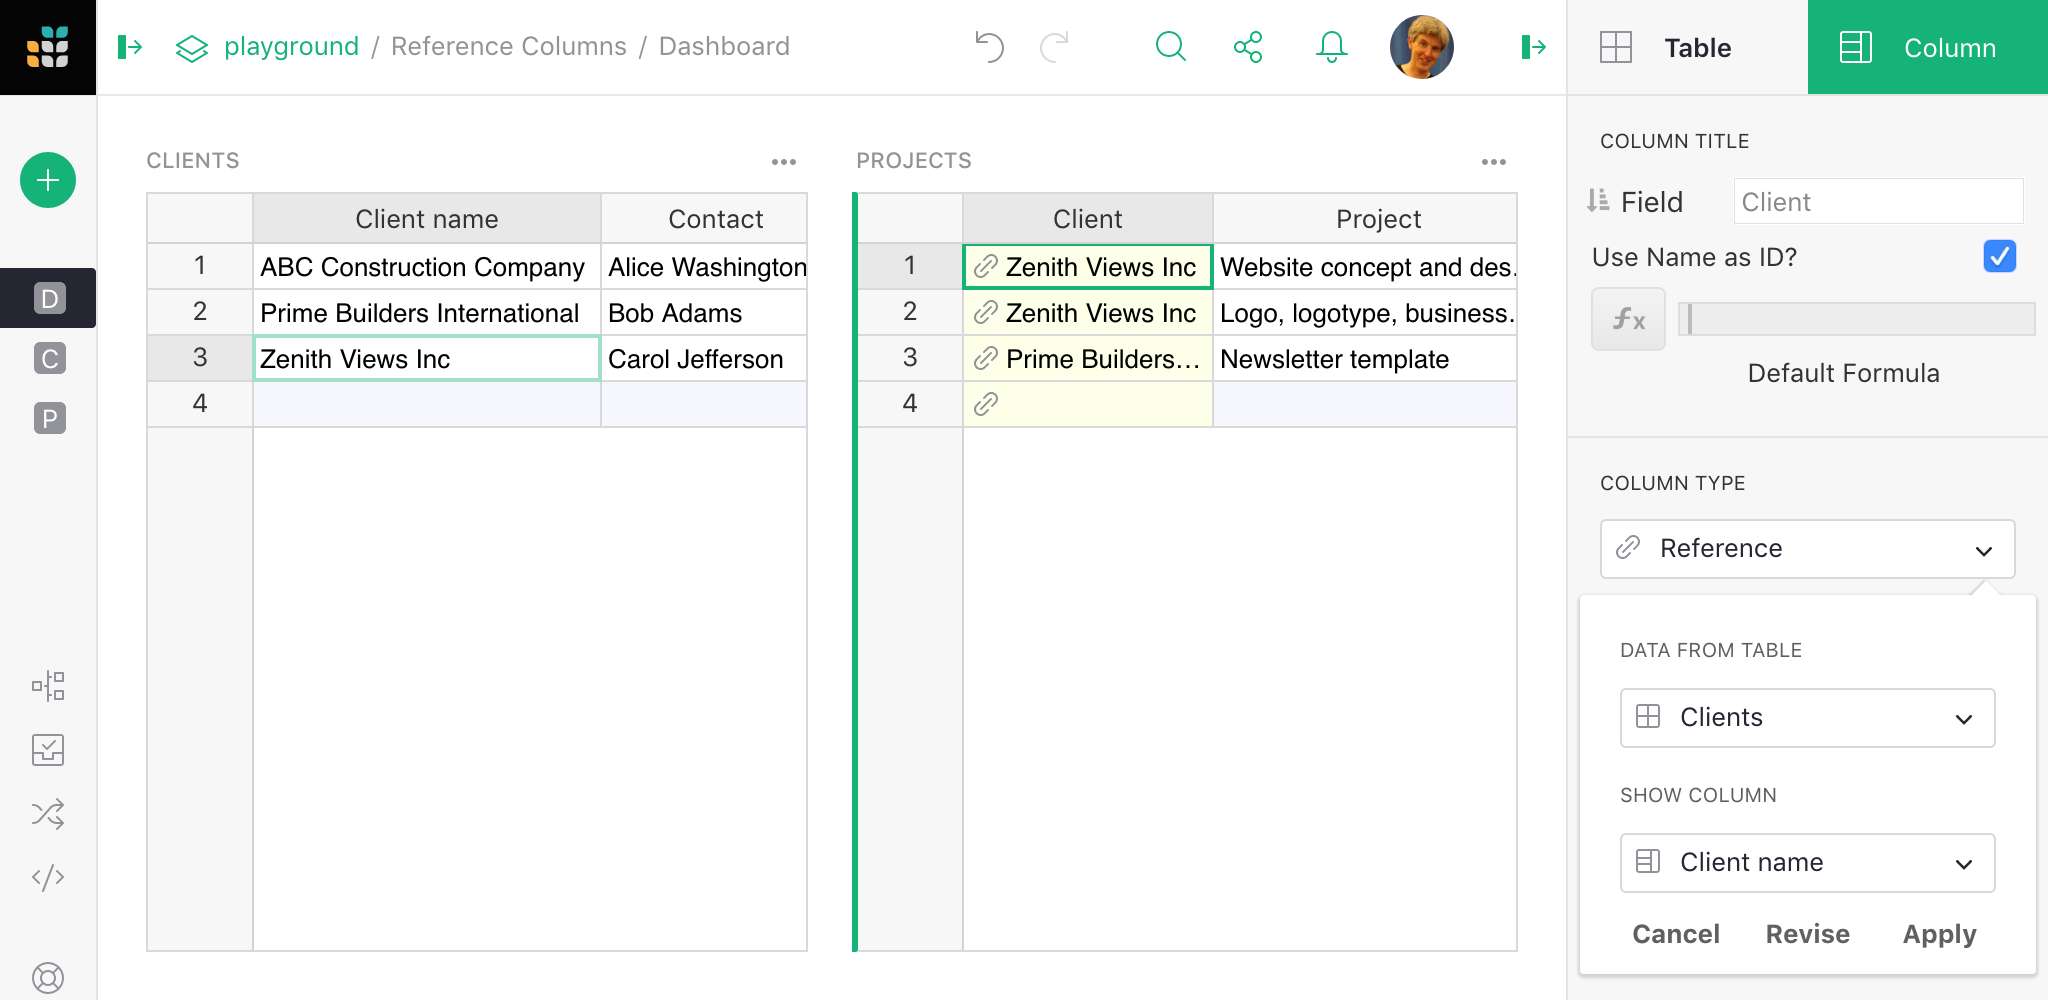 playground / Reference Columns / Dashboard
Table
Column
D
C
P
CLIENTS
Client name Contact
1 ABC Construction Company Alice Washington
2 Prime Builders International Bob Adams
3 Zenith Views Inc Carol Jefferson
4
PROJECTS
Client Project
1 Zenith Views Inc Website concept and des.
2 Zenith Views Inc Logo, logotype, business.
3 Prime Builders... Newsletter template
4
COLUMN TITLE
Field Client
Use Name as ID?
fx
Default Formula
COLUMN TYPE
Reference
DATA FROM TABLE
Clients
SHOW COLUMN
Client name
Cancel Revise Apply